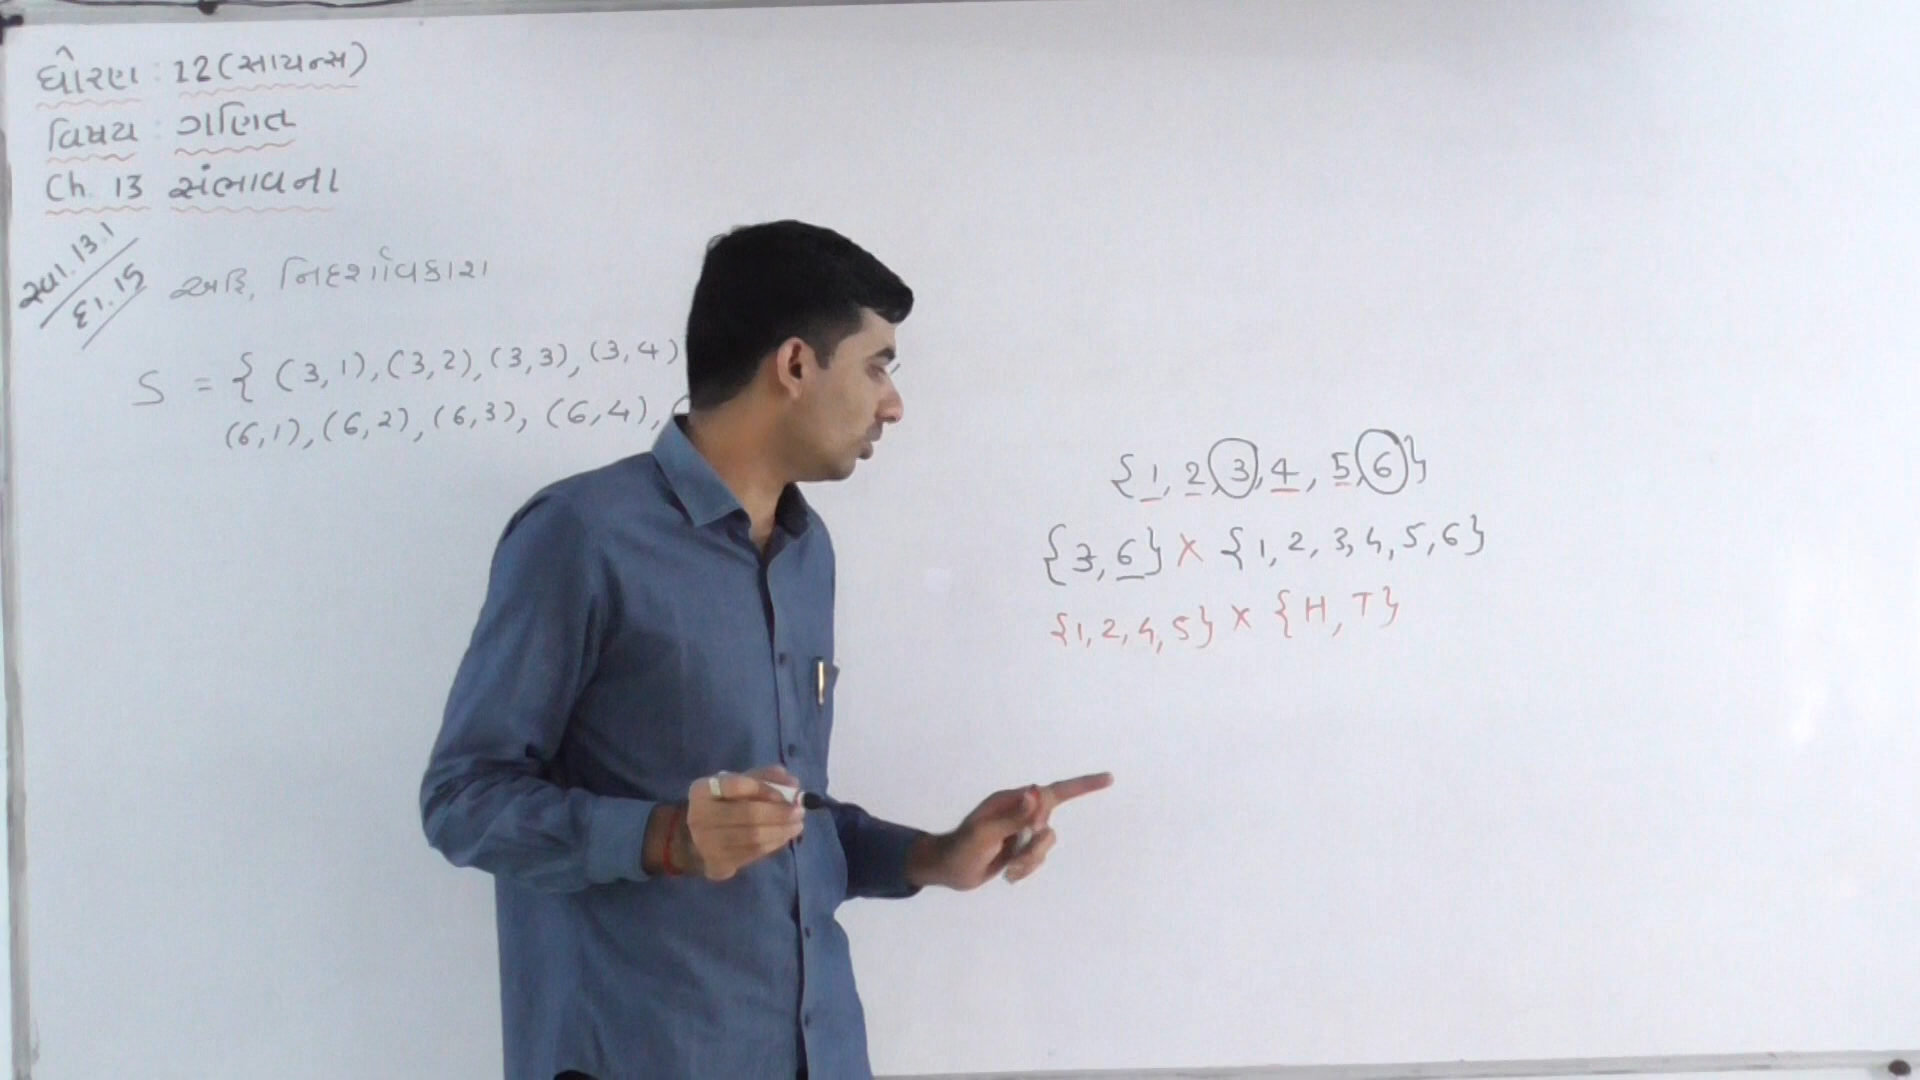 ધોરણ : 12 (સાયન્સ)
વિષય : ગણિત
Ch. 13 સંભાવના
સ્વા. 13.1
દા. 15
અહિં, નિદર્શાવકાશ
S = { (3,1), (3,2), (3,3), (3,4)
(6,1), (6,2), (6,3), (6,4),
{1, 2, 3, 4, 5, 6}
{3, 6} X {1, 2, 3, 4, 5, 6}
{1, 2, 4, 5} X {H, T}